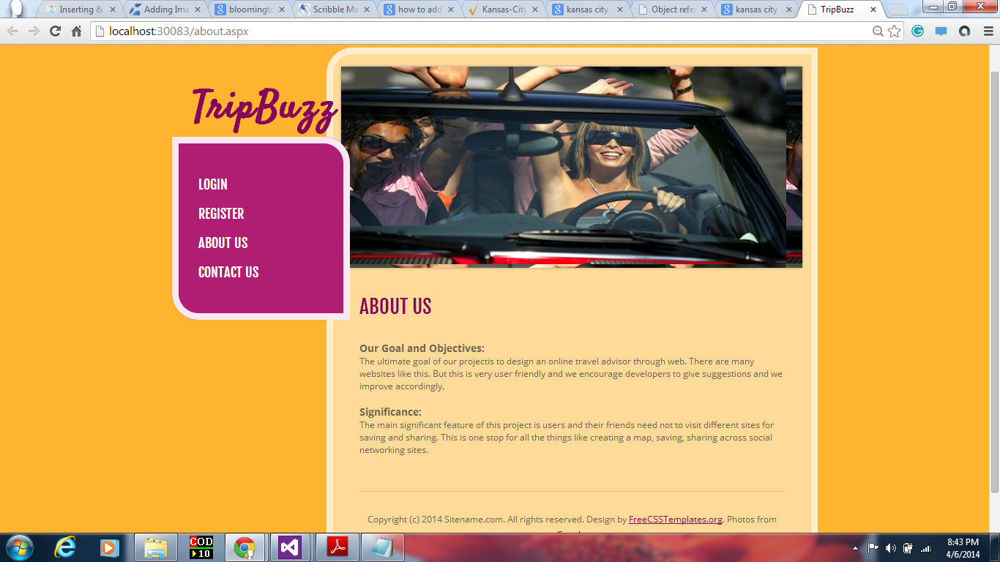 Inserting &
Adding Ima
bloomingto
Scribble Ma
how to add
Kansas-City
kansas city
Object refe
kansas city
TripBuzz
localhost:30083/about.aspx
TripBuzz
LOGIN
REGISTER
ABOUT US
CONTACT US
ABOUT US
Our Goal and Objectives:
The ultimate goal of our projectis to design an online travel advisor through web. There are many
websites like this. But this is very user friendly and we encourage developers to give suggestions and we
improve accordingly.
Significance:
The main significant feature of this project is users and their friends need not to visit different sites for
saving and sharing. This is one stop for all the things like creating a map, saving, sharing across social
networking sites.
Copyright (c) 2014 Sitename.com. All rights reserved. Design by FreeCSSTemplates.org. Photos from
COD
10
8:43 PM
4/6/2014